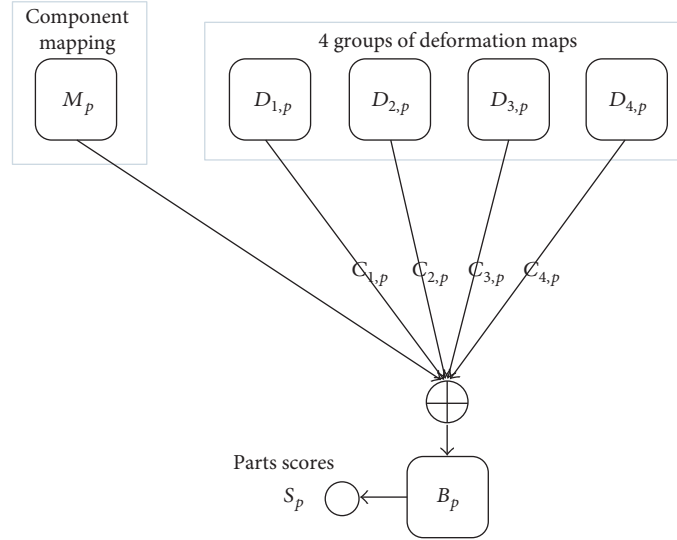 Component
mapping
4 groups of deformation maps
M_p
D_{1,p}
D_{2,p}
D_{3,p}
D_{4,p}
C_{1,p}
C_{2,p}
C_{3,p}
C_{4,p}
Parts scores
S_p
B_p